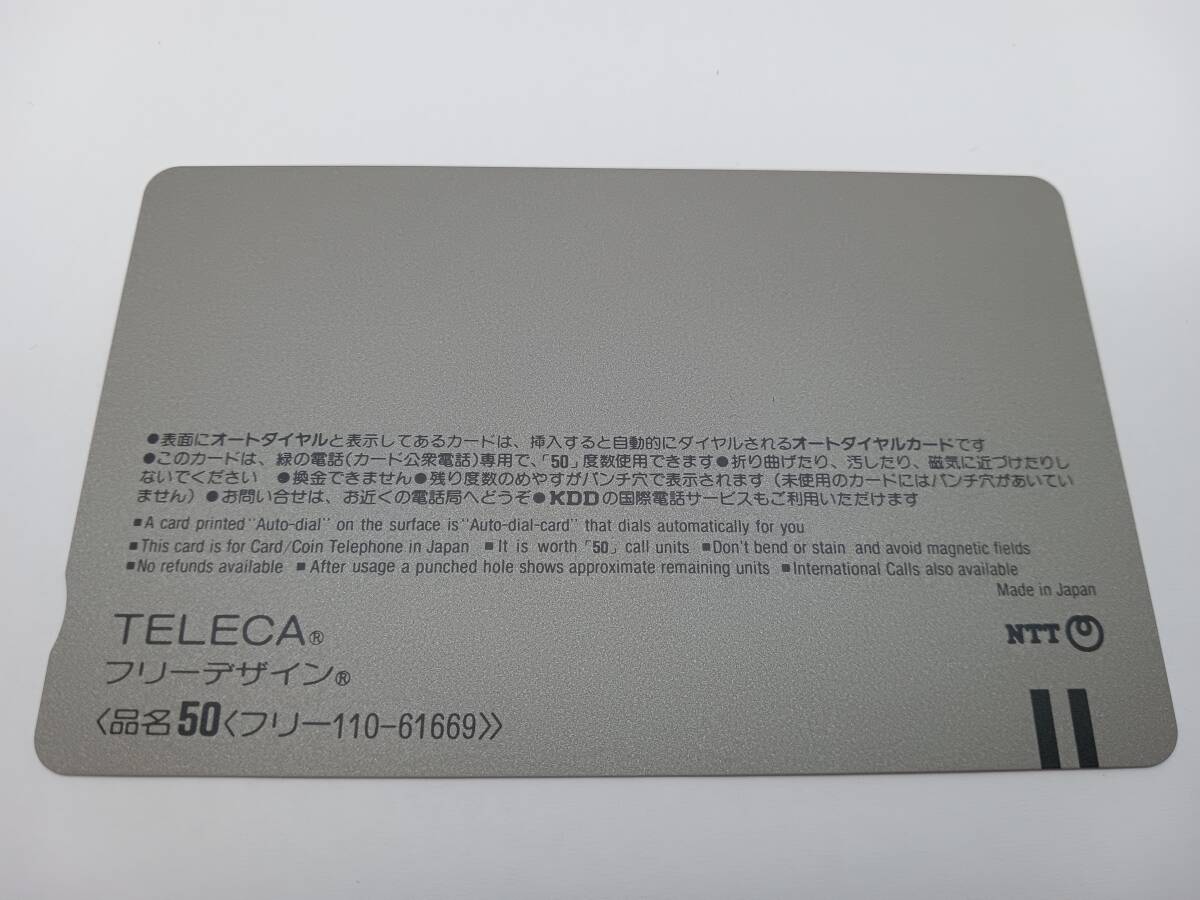 ●表面にオートダイヤルと表示してあるカードは、挿入すると自動的にダイヤルされるオートダイヤルカードです
●このカードは、緑の電話(カード公衆電話)専用で、「50」度数使用できます●折り曲げたり、汚したり、磁気に近づけたりし
ないでください ●換金できません●残り度数のめやすがパンチ穴で表示されます(未使用のカードにはパンチ穴があいてい
ません)●お問い合せは、お近くの電話局へどうぞ●KDDの国際電話サービスもご利用いただけます
■A card printed "Auto-dial" on the surface is "Auto-dial-card" that dials automatically for you
■This card is for Card/Coin Telephone in Japan ■It is worth「50」call units ■Don't bend or stain and avoid magnetic fields
■No refunds available ■After usage a punched hole shows approximate remaining units ■International Calls also available
Made in Japan
TELECA®
NTT
フリーデザイン®
〈品名50〈フリー110-61669〉〉